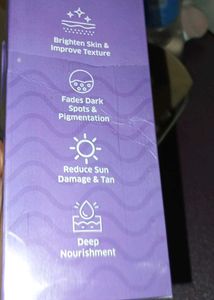 Brighten Skin &
Improve Texture
Fades Dark
Spots &
Pigmentation
Reduce Sun
Damage & Tan
Deep
Nourishment